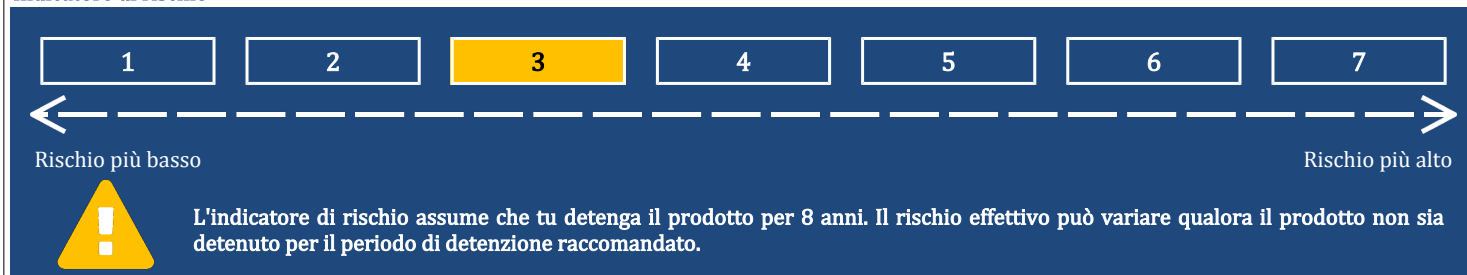 1 2 3 4 5 6 7
Rischio più basso Rischio più alto
L'indicatore di rischio assume che tu detenga il prodotto per 8 anni. Il rischio effettivo può variare qualora il prodotto non sia
detenuto per il periodo di detenzione raccomandato.